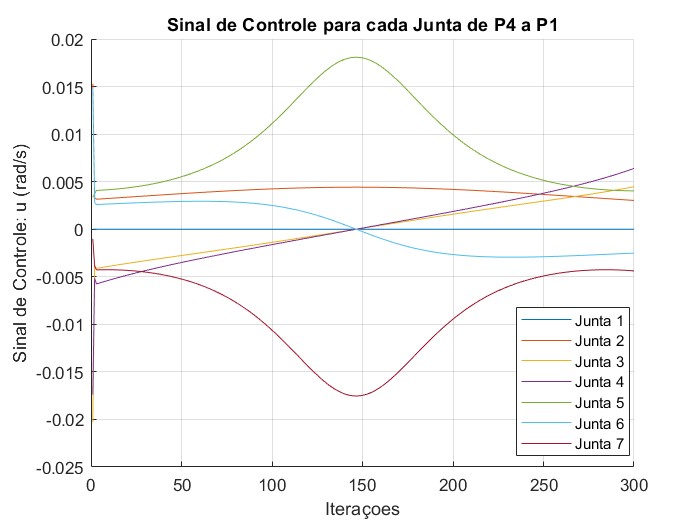 Sinal de Controle para cada Junta de P4 a P1
Sinal de Controle: u (rad/s)
0.02
0.015
0.01
0.005
0
-0.005
-0.01
-0.015
-0.02
-0.025
0
50
100
150
200
250
300
Iteraçoes
Junta 1
Junta 2
Junta 3
Junta 4
Junta 5
Junta 6
Junta 7